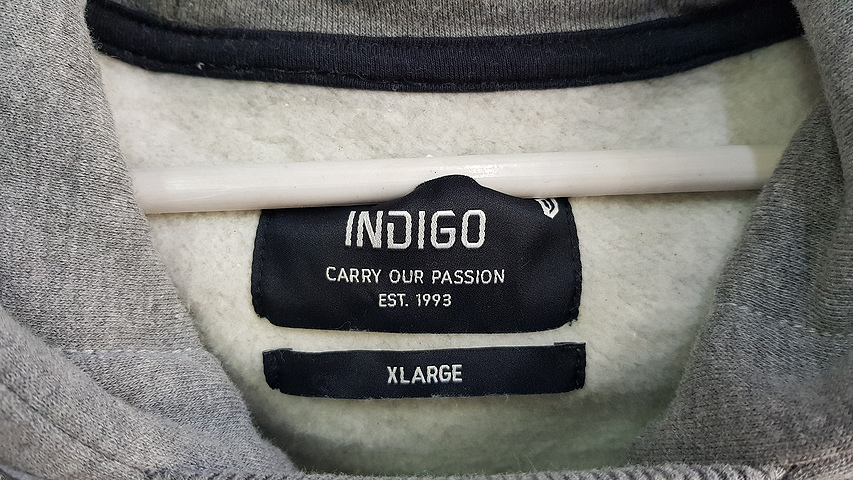 INDIGO
CARRY OUR PASSION
EST. 1993
XLARGE